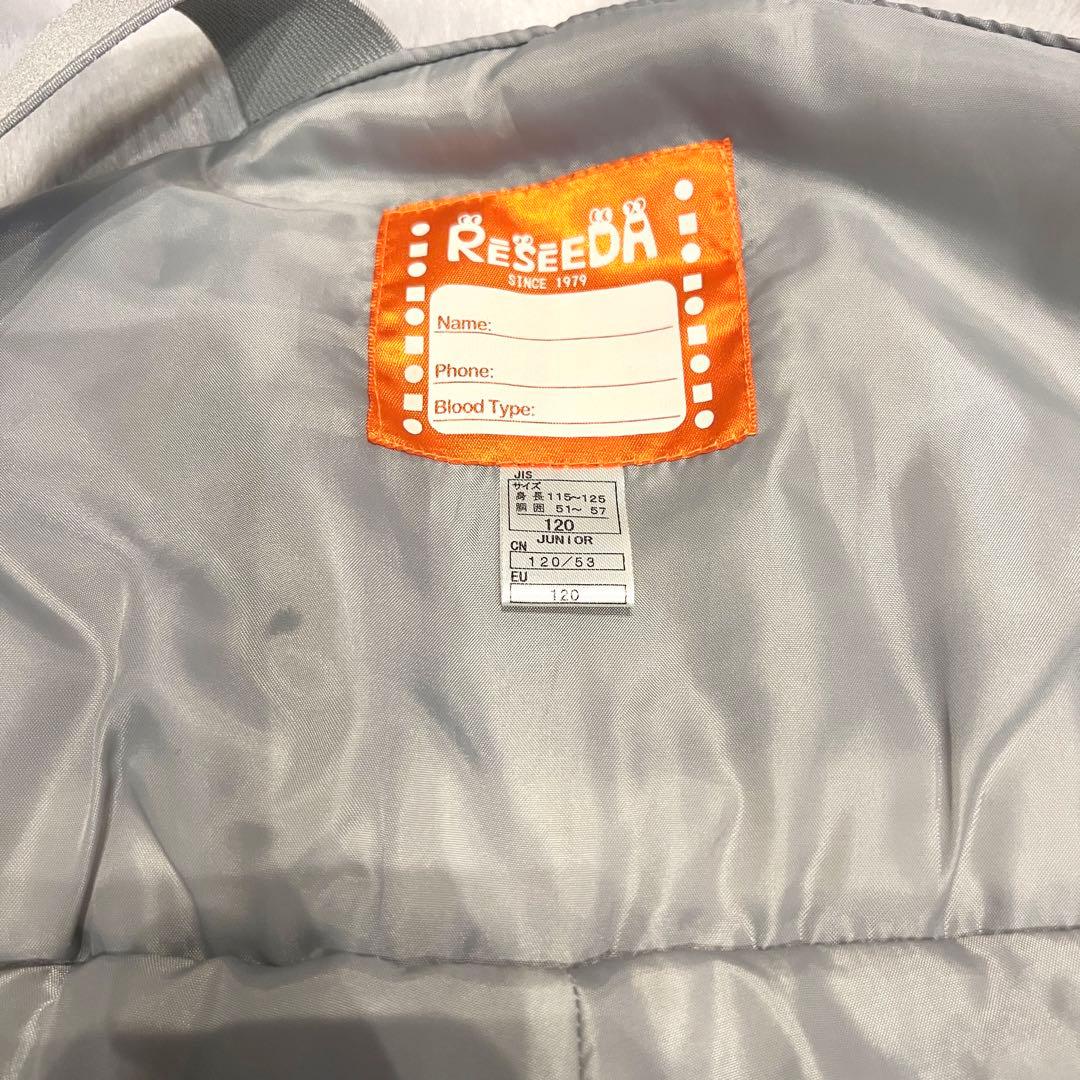 RESEEDA
SINCE 1979
Name:
Phone:
Blood Type:
JIS
サイズ
身長115〜125
胴囲 51〜 57
120
JUNIOR
CN
120/53
EU
120